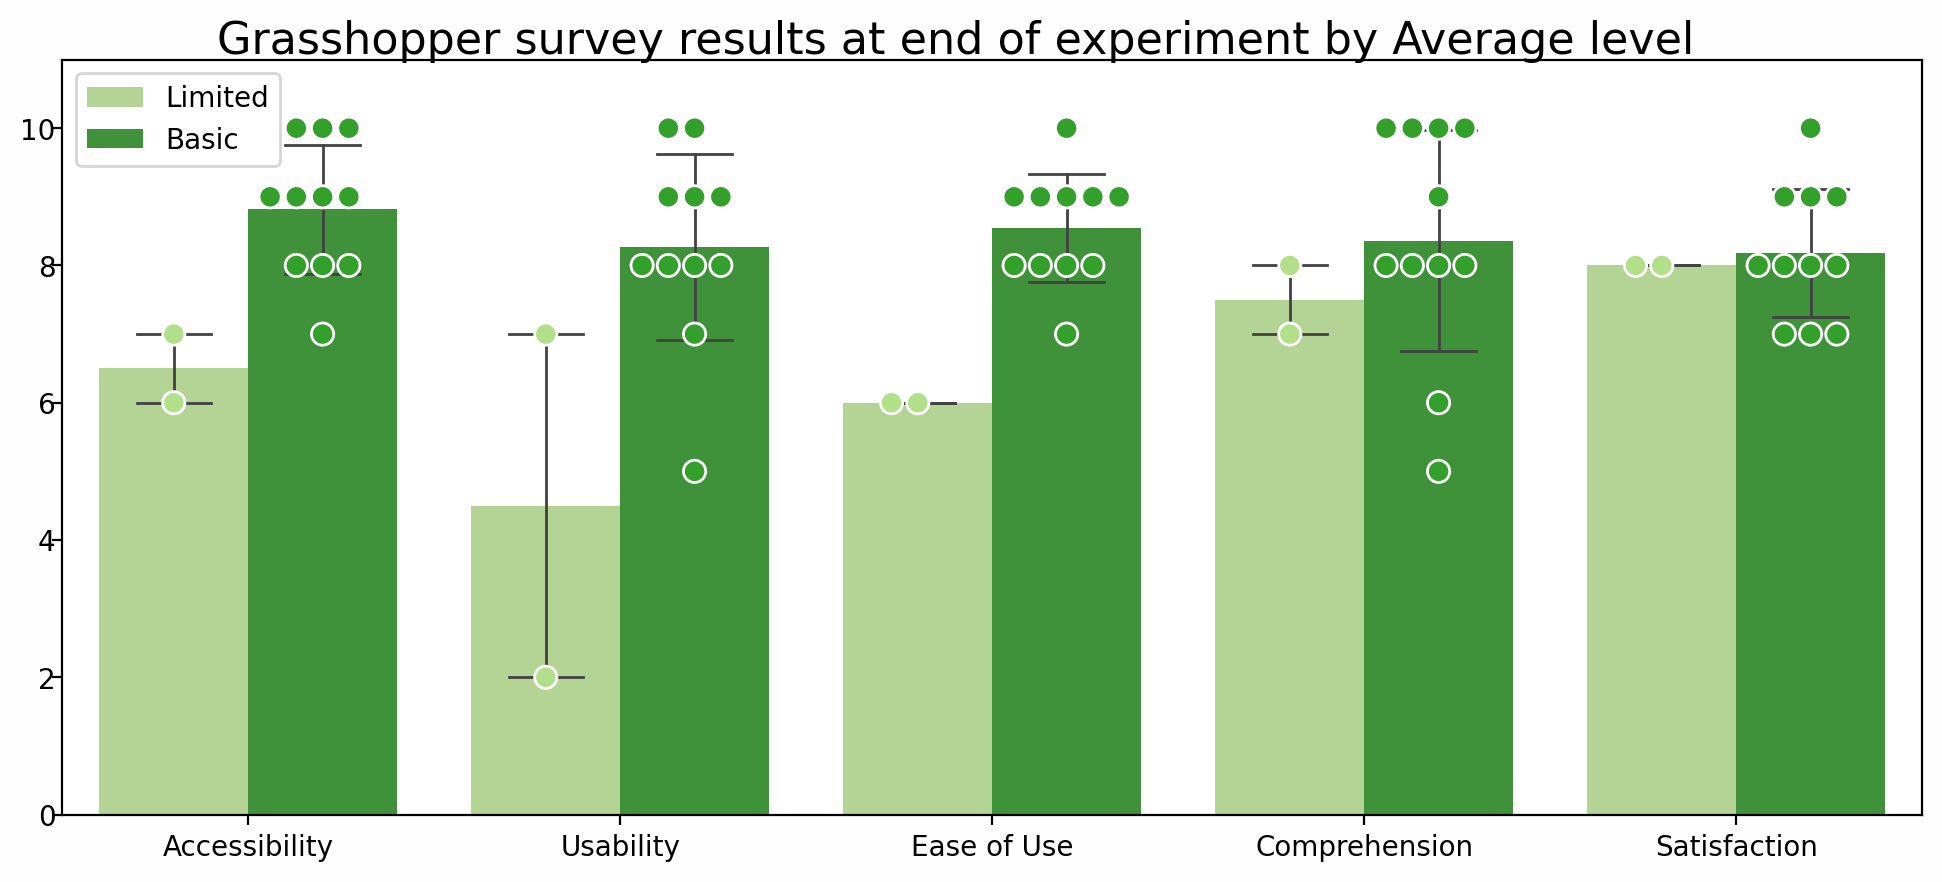 Grasshopper survey results at end of experiment by Average level
Limited
Basic
10
8
6
4
2
0
Accessibility
Usability
Ease of Use
Comprehension
Satisfaction